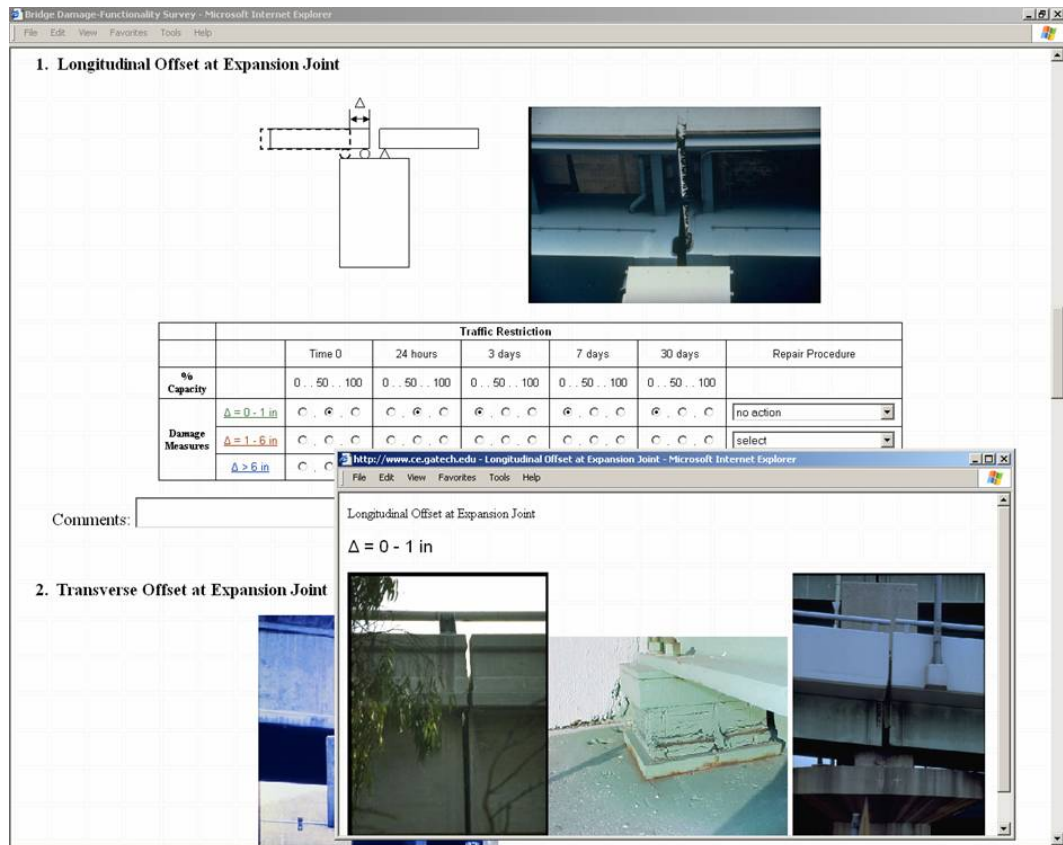 Bridge Damage-Functionality Survey - Microsoft Internet Explorer
File Edit View Favorites Tools Help
1. Longitudinal Offset at Expansion Joint
Δ
Traffic Restriction
Time 0 24 hours 3 days 7 days 30 days Repair Procedure
% Capacity 0 . . 50 . . 100 0 . . 50 . . 100 0 . . 50 . . 100 0 . . 50 . . 100 0 . . 50 . . 100
Damage Measures
Δ = 0 - 1 in no action
Δ = 1 - 6 in select
Δ > 6 in
Comments:
2. Transverse Offset at Expansion Joint
http://www.ce.gatech.edu - Longitudinal Offset at Expansion Joint - Microsoft Internet Explorer
File Edit View Favorites Tools Help
Longitudinal Offset at Expansion Joint
Δ = 0 - 1 in